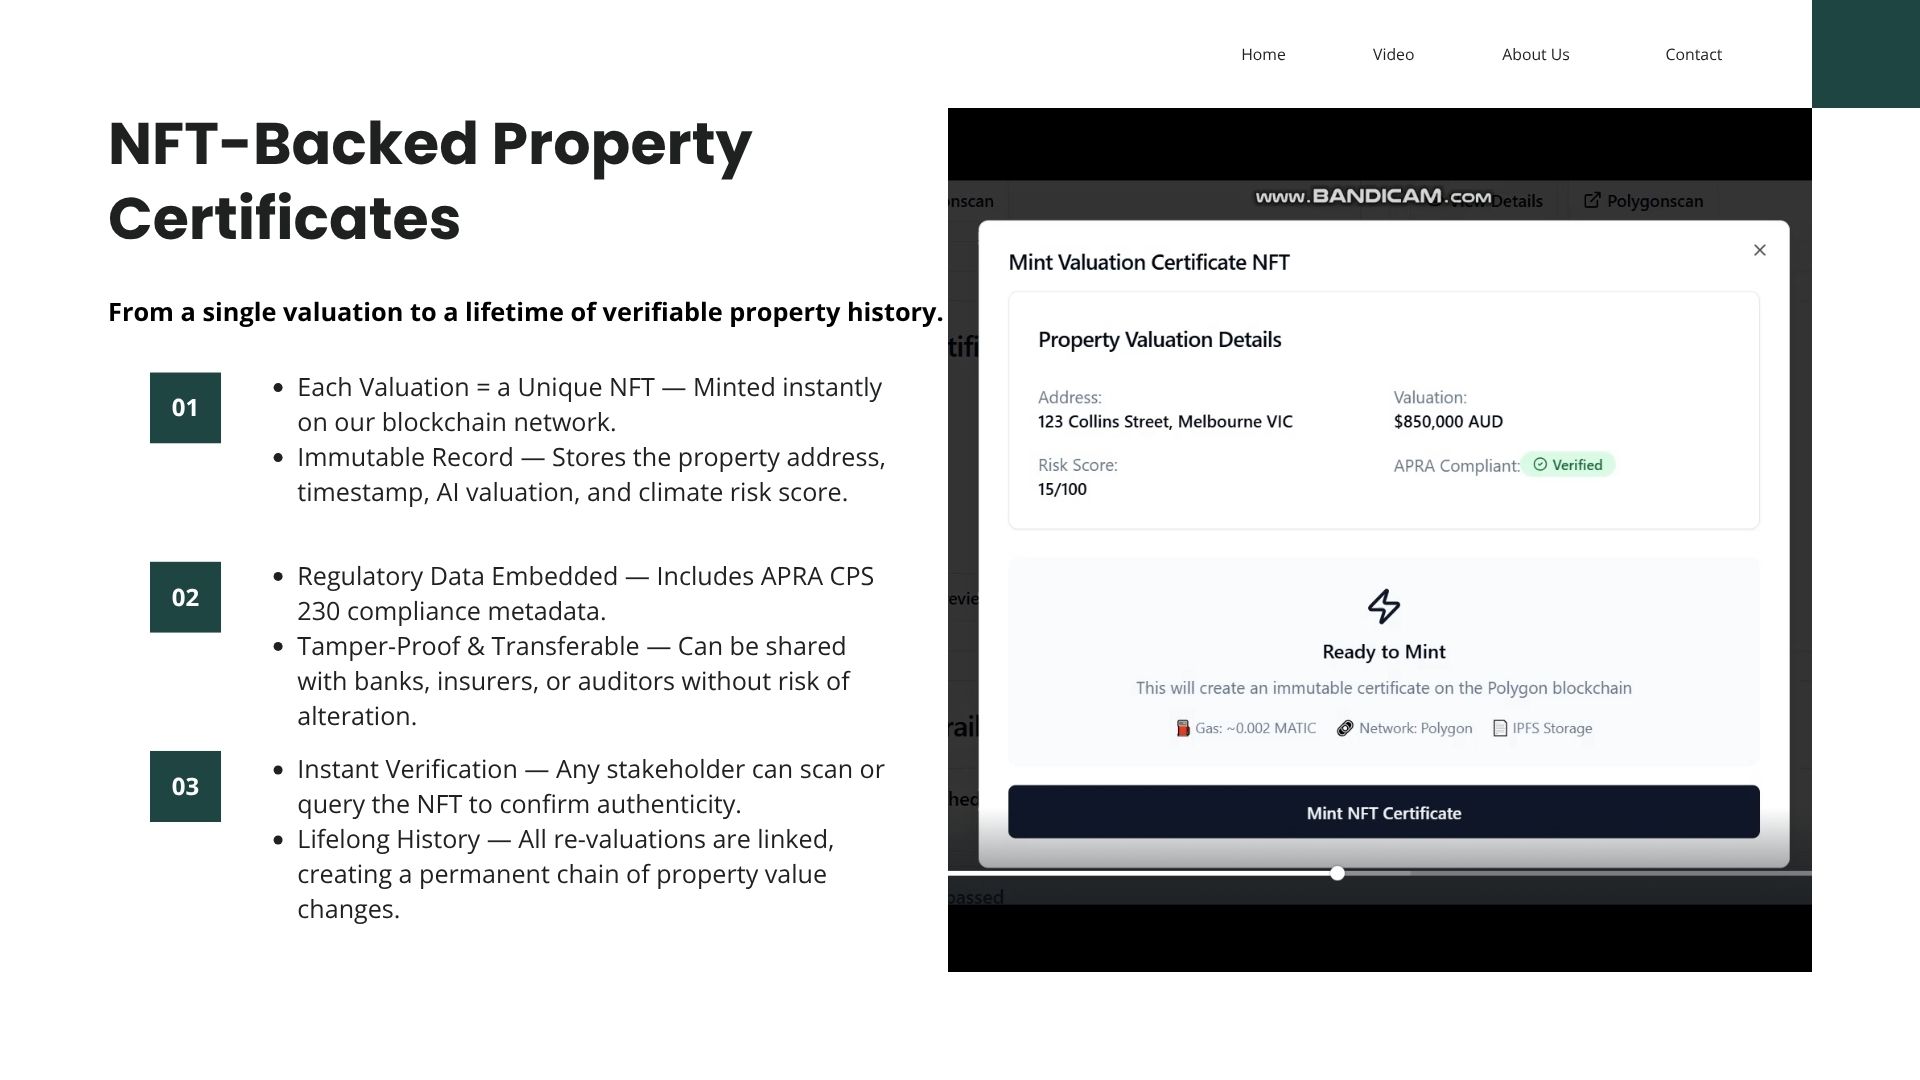 Home Video About Us Contact
NFT-Backed Property
Certificates
From a single valuation to a lifetime of verifiable property history.
01
• Each Valuation = a Unique NFT — Minted instantly
on our blockchain network.
• Immutable Record — Stores the property address,
timestamp, AI valuation, and climate risk score.
02
• Regulatory Data Embedded — Includes APRA CPS
230 compliance metadata.
• Tamper-Proof & Transferable — Can be shared
with banks, insurers, or auditors without risk of
alteration.
03
• Instant Verification — Any stakeholder can scan or
query the NFT to confirm authenticity.
• Lifelong History — All re-valuations are linked,
creating a permanent chain of property value
changes.
www.BANDICAM.com
nscan Details Polygonscan
Mint Valuation Certificate NFT
Property Valuation Details
Address: Valuation:
123 Collins Street, Melbourne VIC $850,000 AUD
Risk Score: APRA Compliant: Verified
15/100
Ready to Mint
This will create an immutable certificate on the Polygon blockchain
Gas: ~0.002 MATIC Network: Polygon IPFS Storage
Mint NFT Certificate
passed